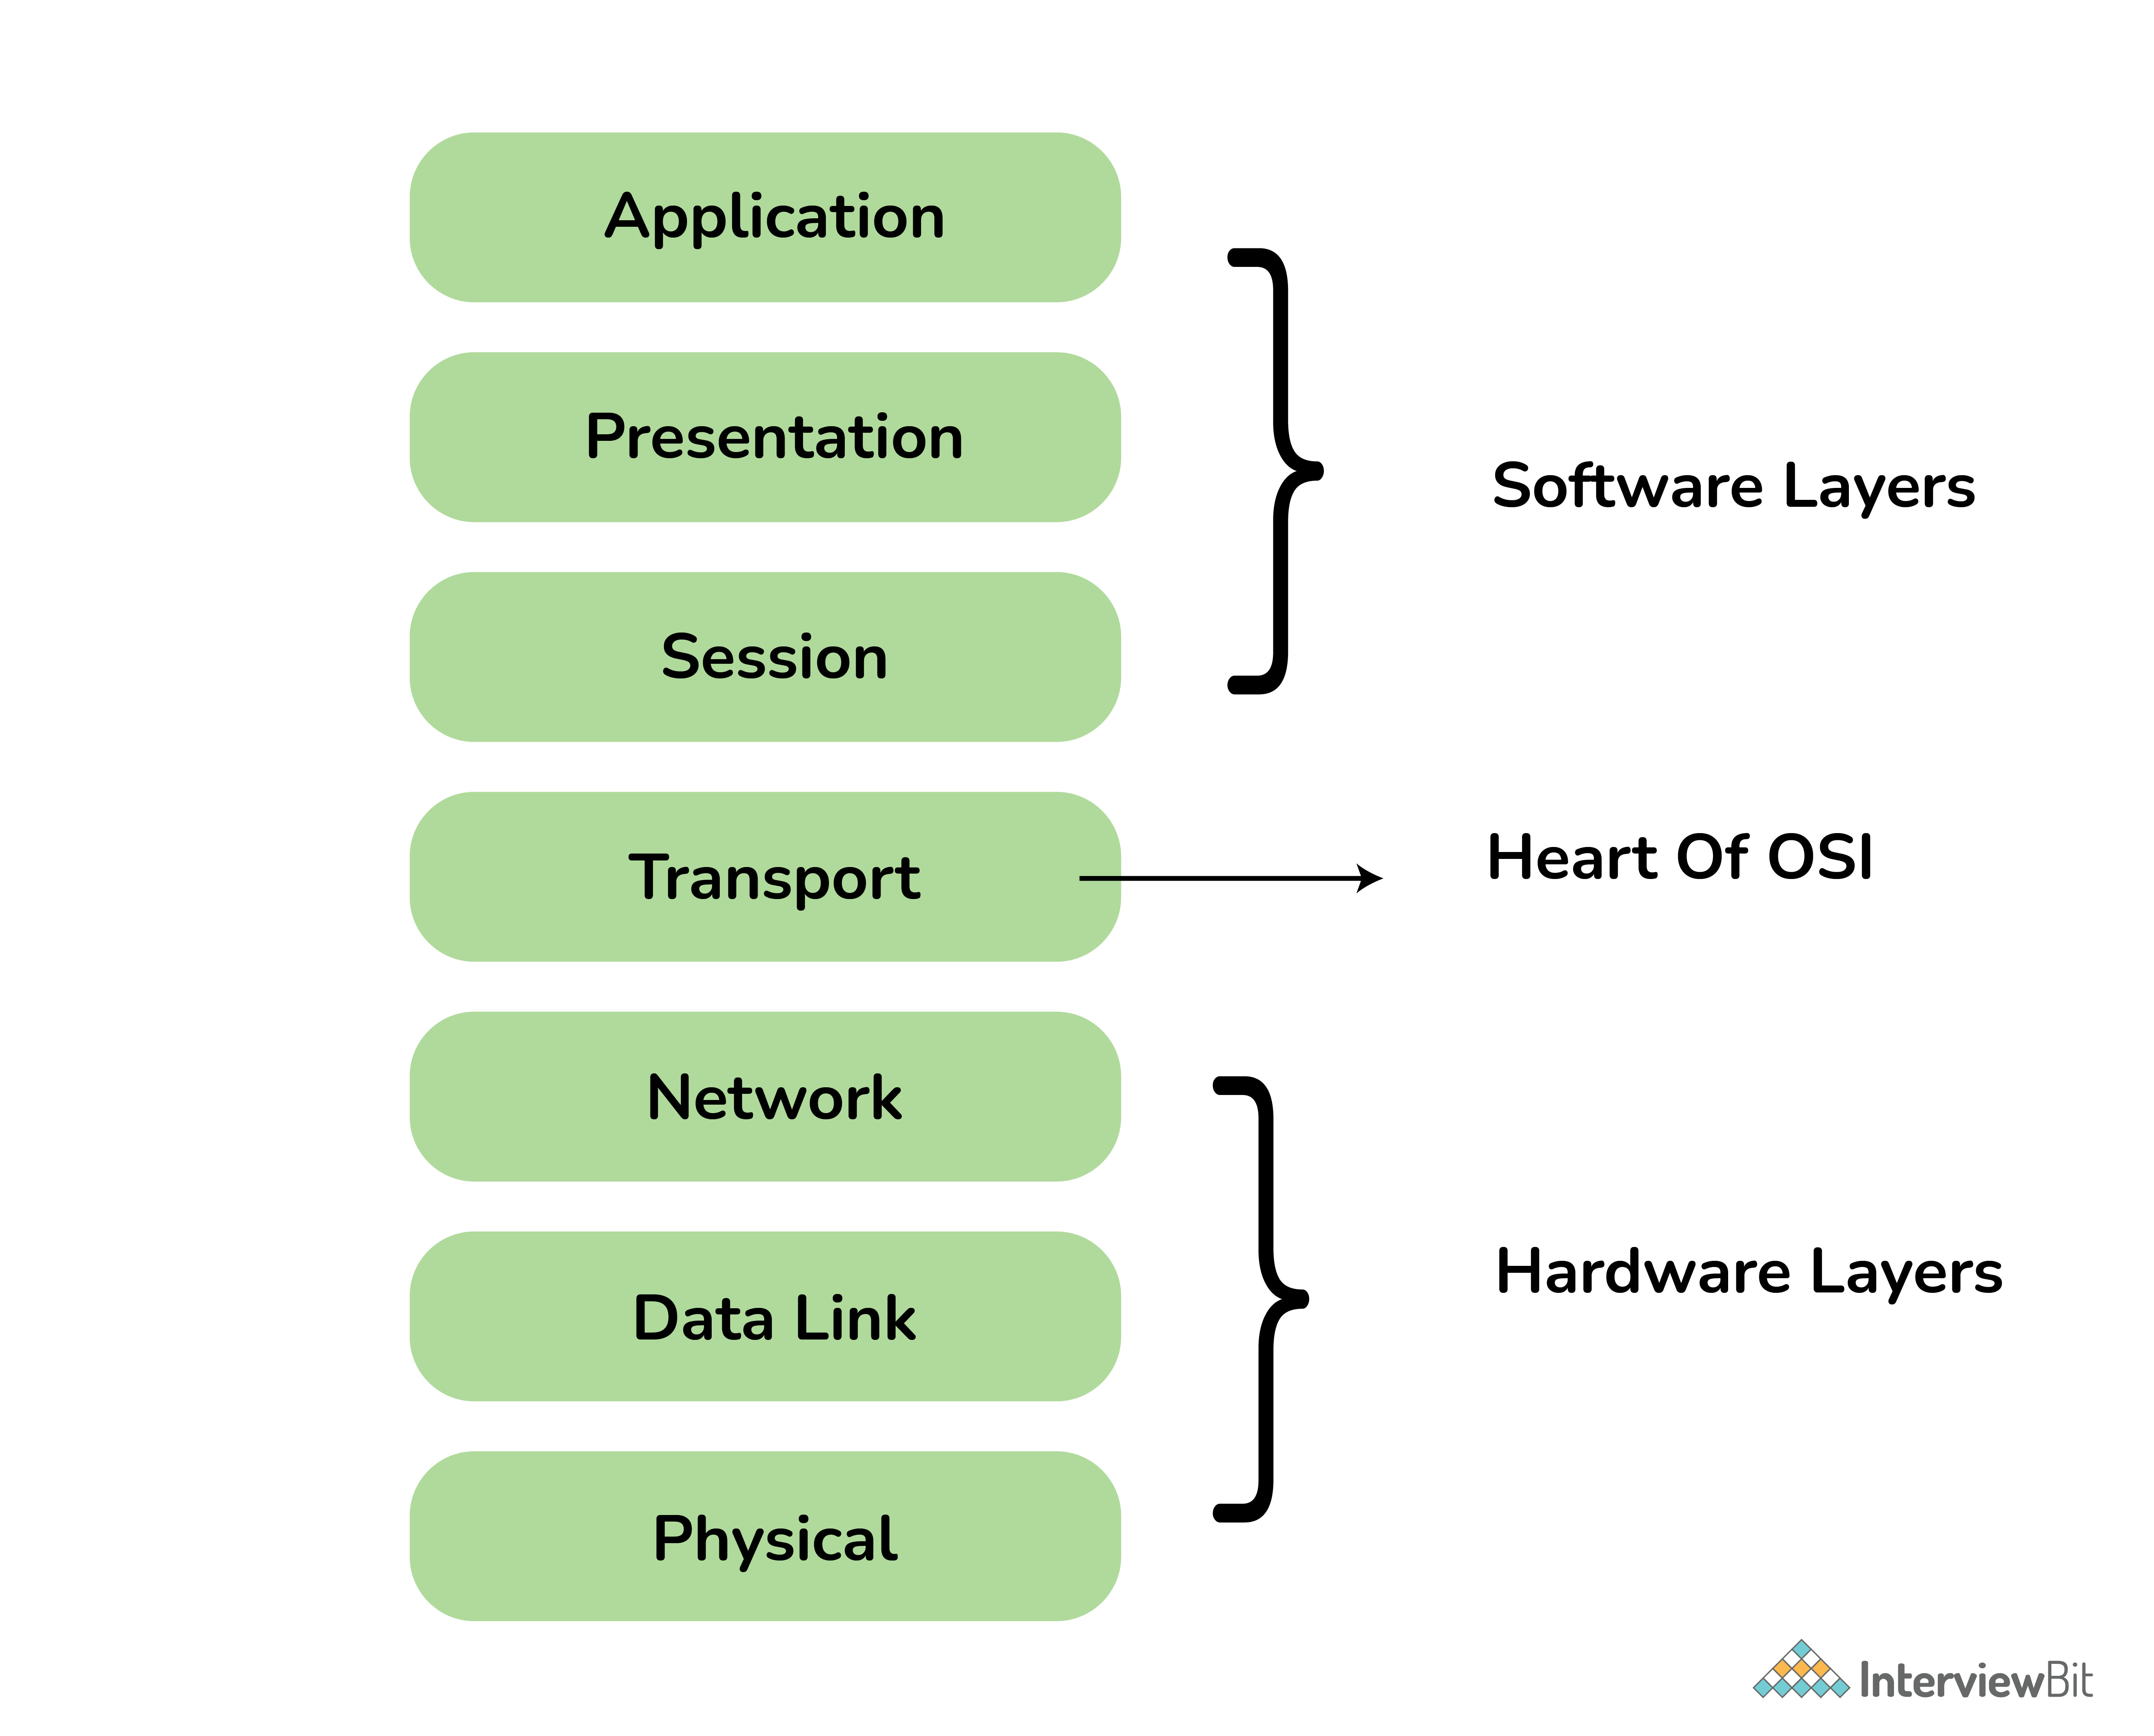 Application
Presentation
Software Layers
Session
Transport
Heart Of OSI
Network
Data Link
Hardware Layers
Physical
InterviewBit